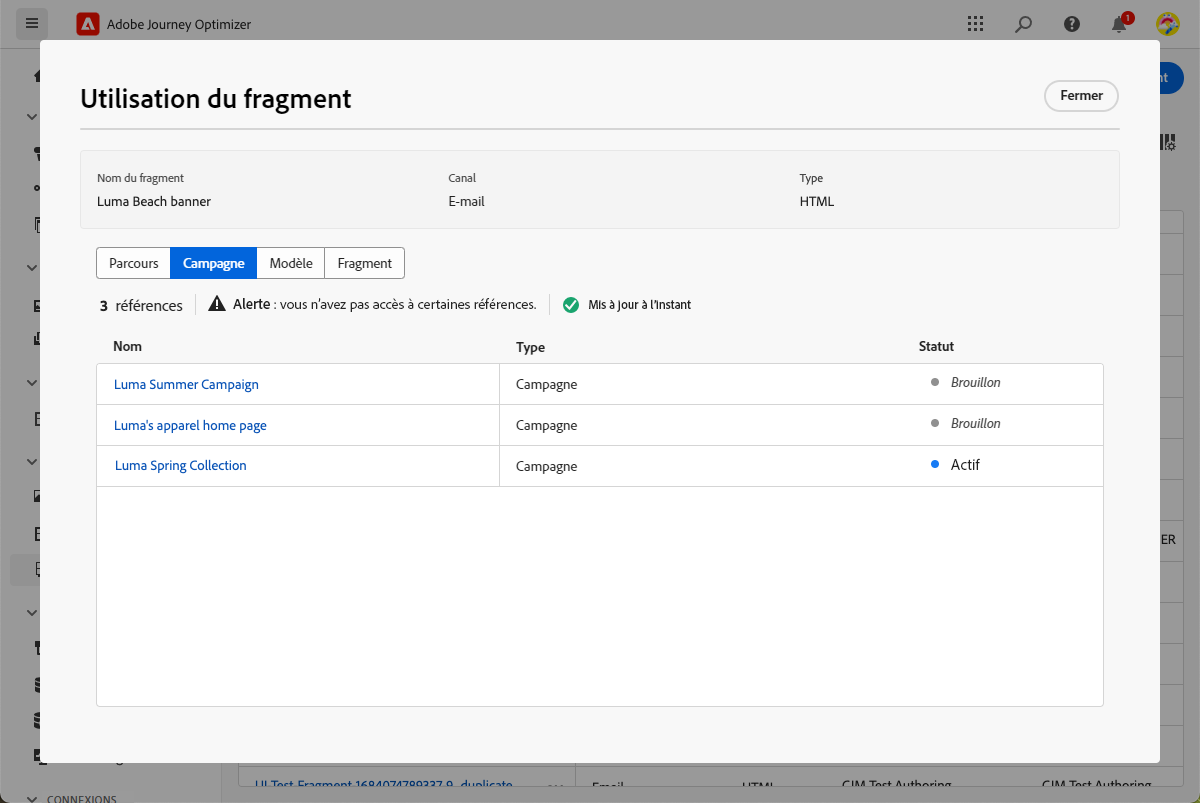 Adobe Journey Optimizer
1
nt
Utilisation du fragment
Fermer
Nom du fragment
Canal
Type
Luma Beach banner
E-mail
HTML
Parcours
Campagne
Modèle
Fragment
3 références
Alerte : vous n’avez pas accès à certaines références.
Mis à jour à l’instant
Nom
Type
Statut
Luma Summer Campaign
Campagne
Brouillon
Luma's apparel home page
Campagne
Brouillon
Luma Spring Collection
Campagne
Actif
ER
UI Test Fragment 1684074789337-9_duplicate
Email
HTML
CJM Test Authoring
CJM Test Authoring
CONNEXIONS